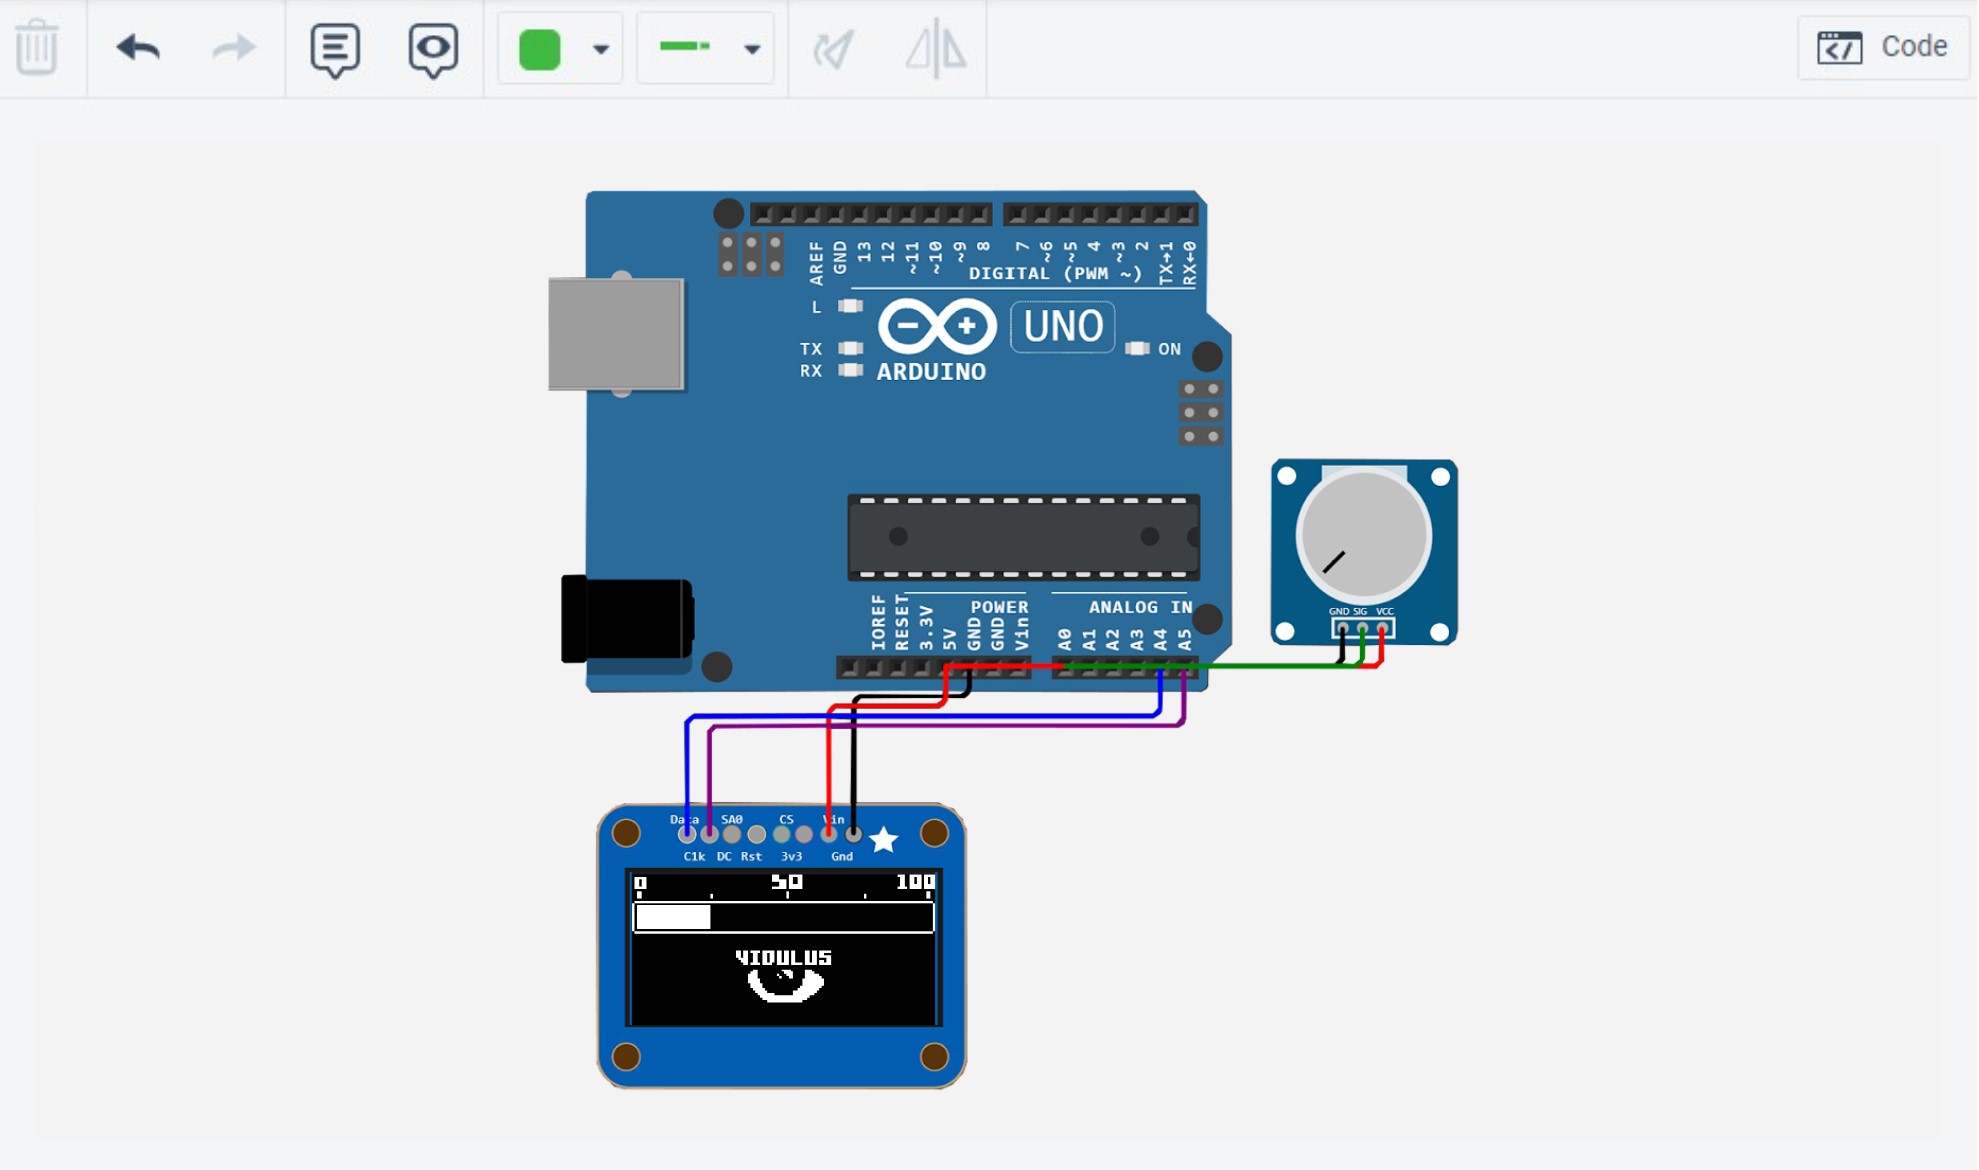 Code
AREF
GND
13
12
~11
~10
~9
8
7
~6
~5
4
~3
2
TX→1
RX←0
DIGITAL (PWM ~)
L
UNO
TX
ON
RX
ARDUINO
POWER
ANALOG IN
IOREF
RESET
3.3V
5V
GND
GND
Vin
A0
A1
A2
A3
A4
A5
GND SIG VCC
Data SA0 CS Vin
C1k DC Rst 3v3 Gnd
0 50 100
VIDULUS